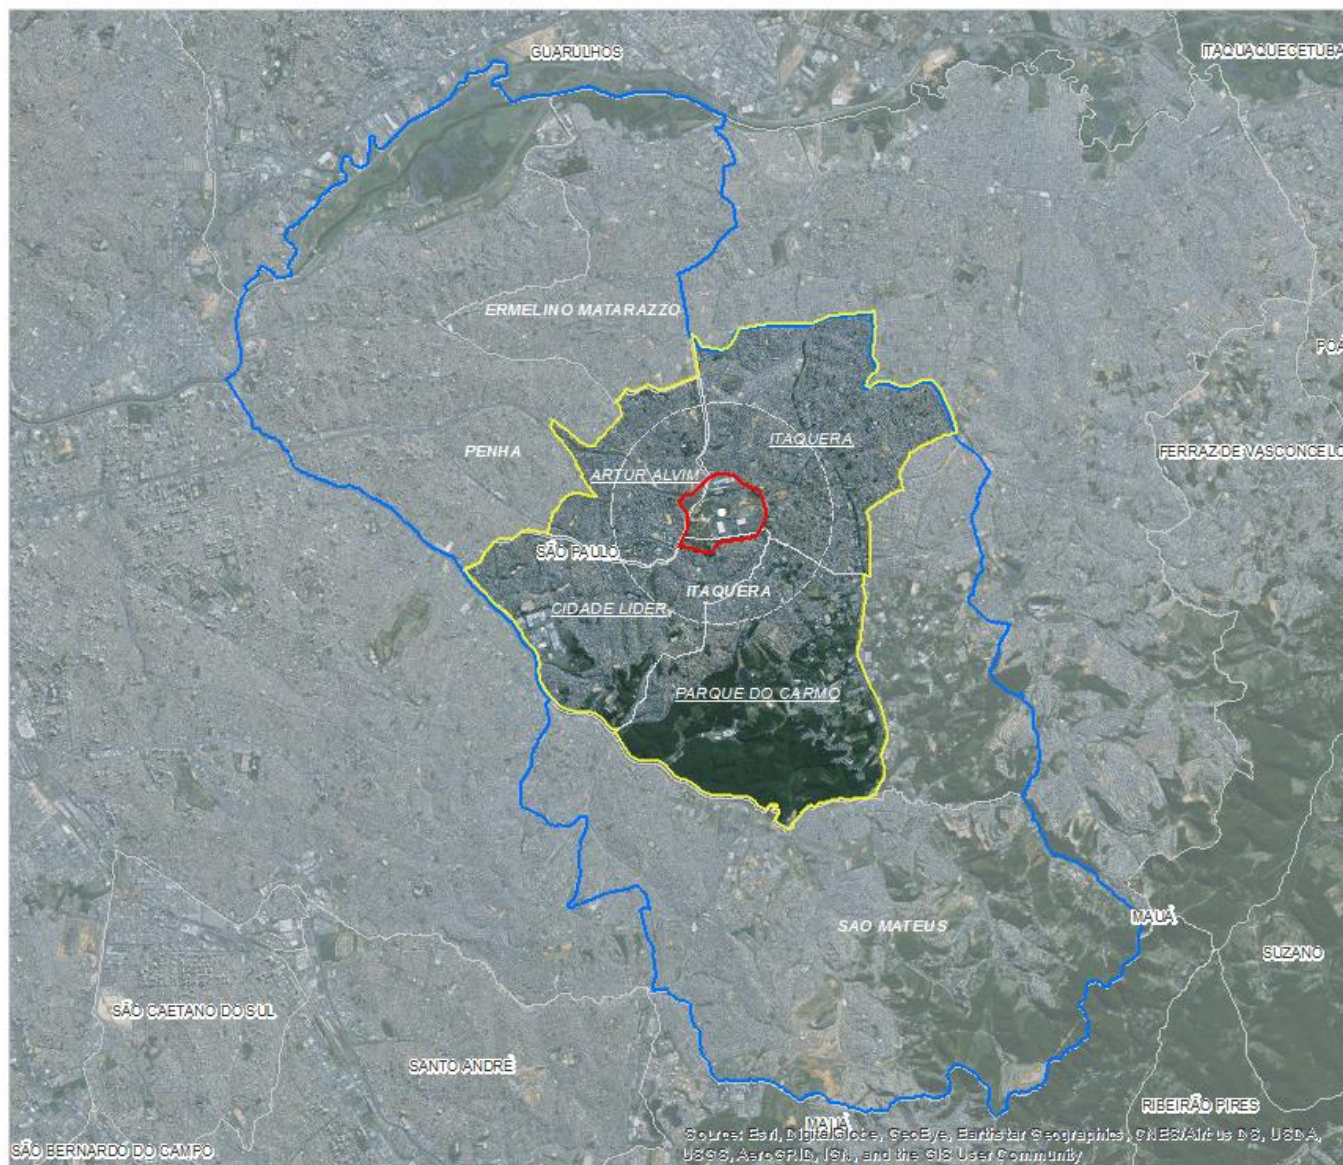 GUARULHOS
ITAQUAQUECETUBA
ERMELINO MATARAZZO
POÁ
ITAQUERA
PENHA
FERRAZ DE VASCONCELO
ARTUR ALVIM
SÃO PAULO
ITAQUERA
CIDADE LIDER
PARQUE DO CARMO
MAUÁ
SAO MATEUS
SUZANO
SÃO CAETANO DO SUL
SANTO ANDRÉ
RIBEIRÃO PIRES
MAUÁ
SÃO BERNARDO DO CAMPO
Source: Esri, DigitalGlobe, GeoEye, Earthstar Geographics, CNES/Airbus DS, USDA,
USGS, AeroGRID, IGN, and the GIS User Community